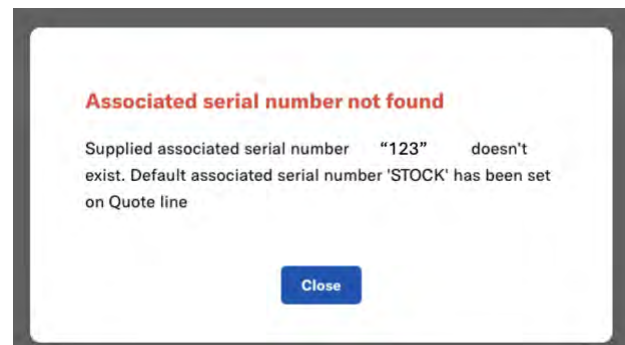 Associated serial number not found
Supplied associated serial number “123” doesn't
exist. Default associated serial number 'STOCK' has been set
on Quote line
Close